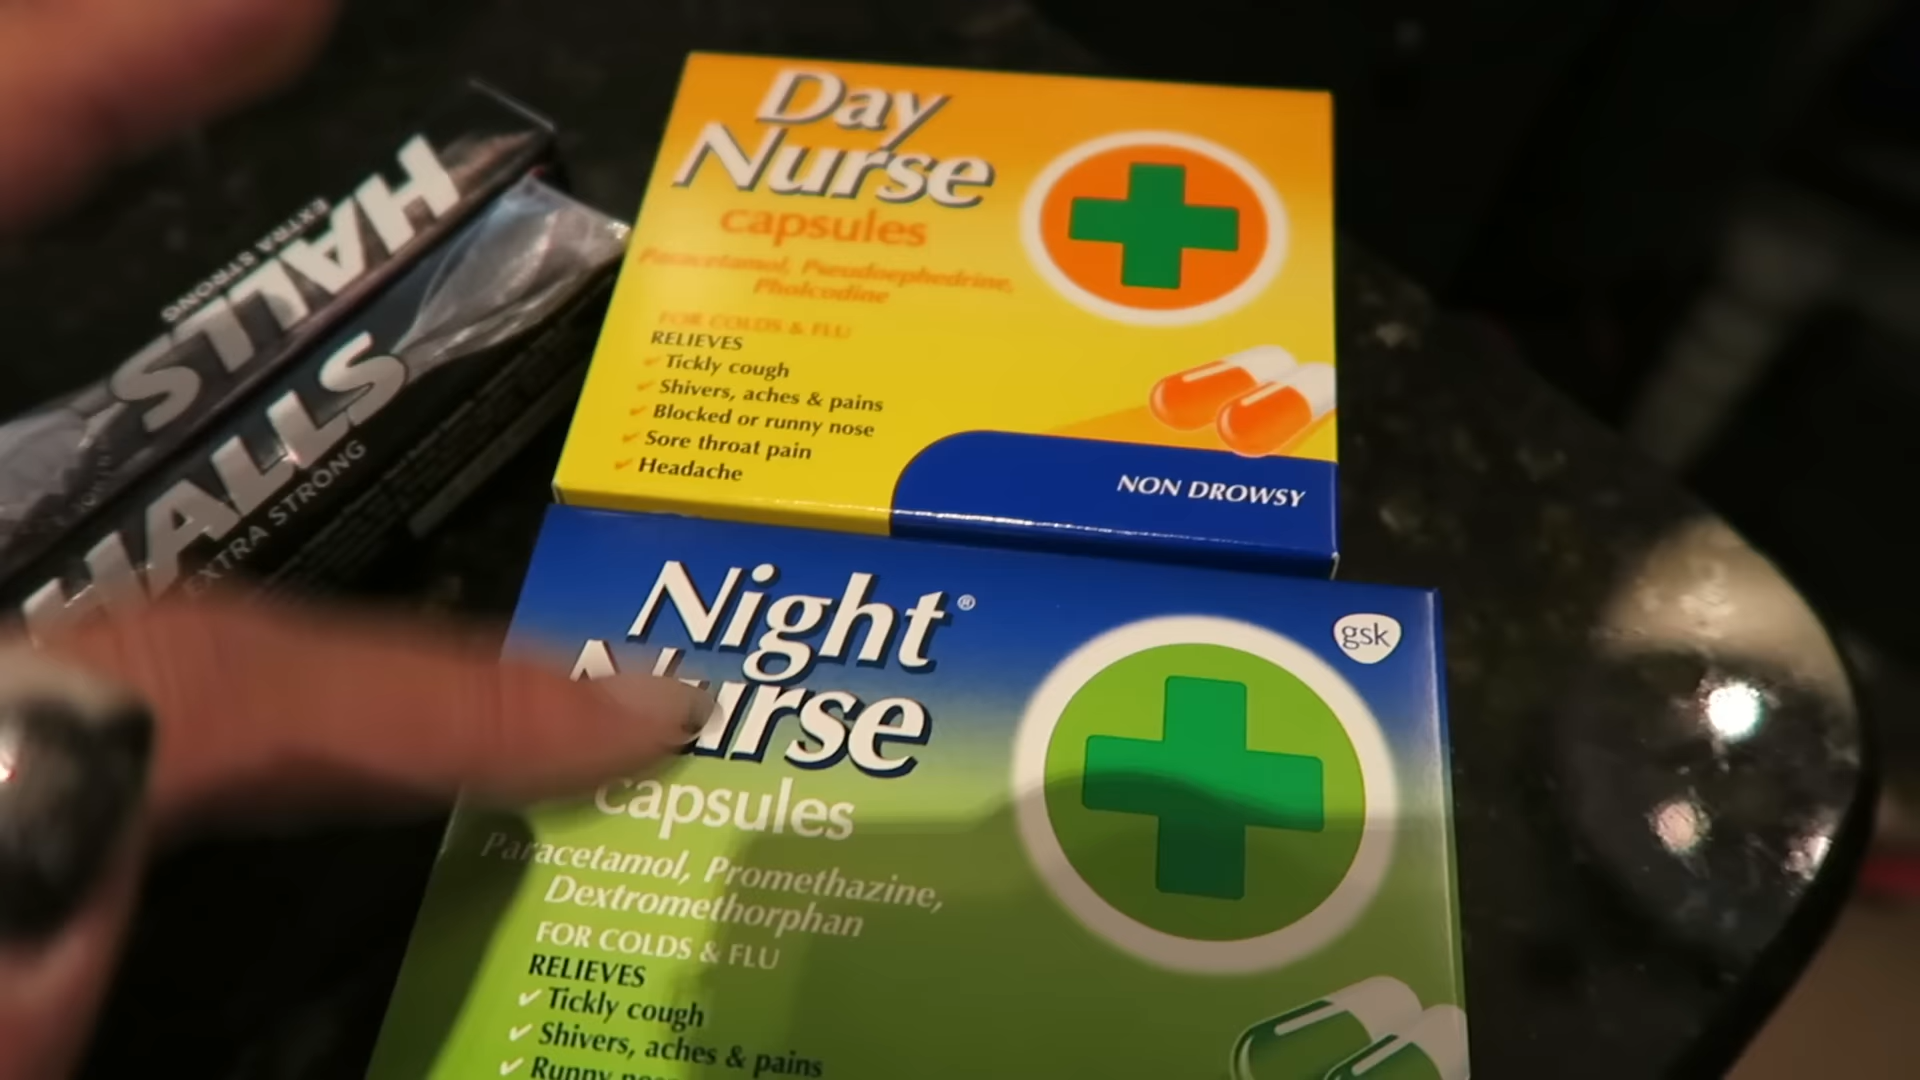 HALLS
EXTRA STRONG
HALLS
EXTRA STRONG
Day
Nurse
capsules
Paracetamol, Pseudoephedrine,
Pholcodine
FOR COLDS & FLU
RELIEVES
Tickly cough
Shivers, aches & pains
Blocked or runny nose
Sore throat pain
Headache
NON DROWSY
Night®
Nurse
gsk
capsules
Paracetamol, Promethazine,
Dextromethorphan
FOR COLDS & FLU
RELIEVES
Tickly cough
Shivers, aches & pains
Runny